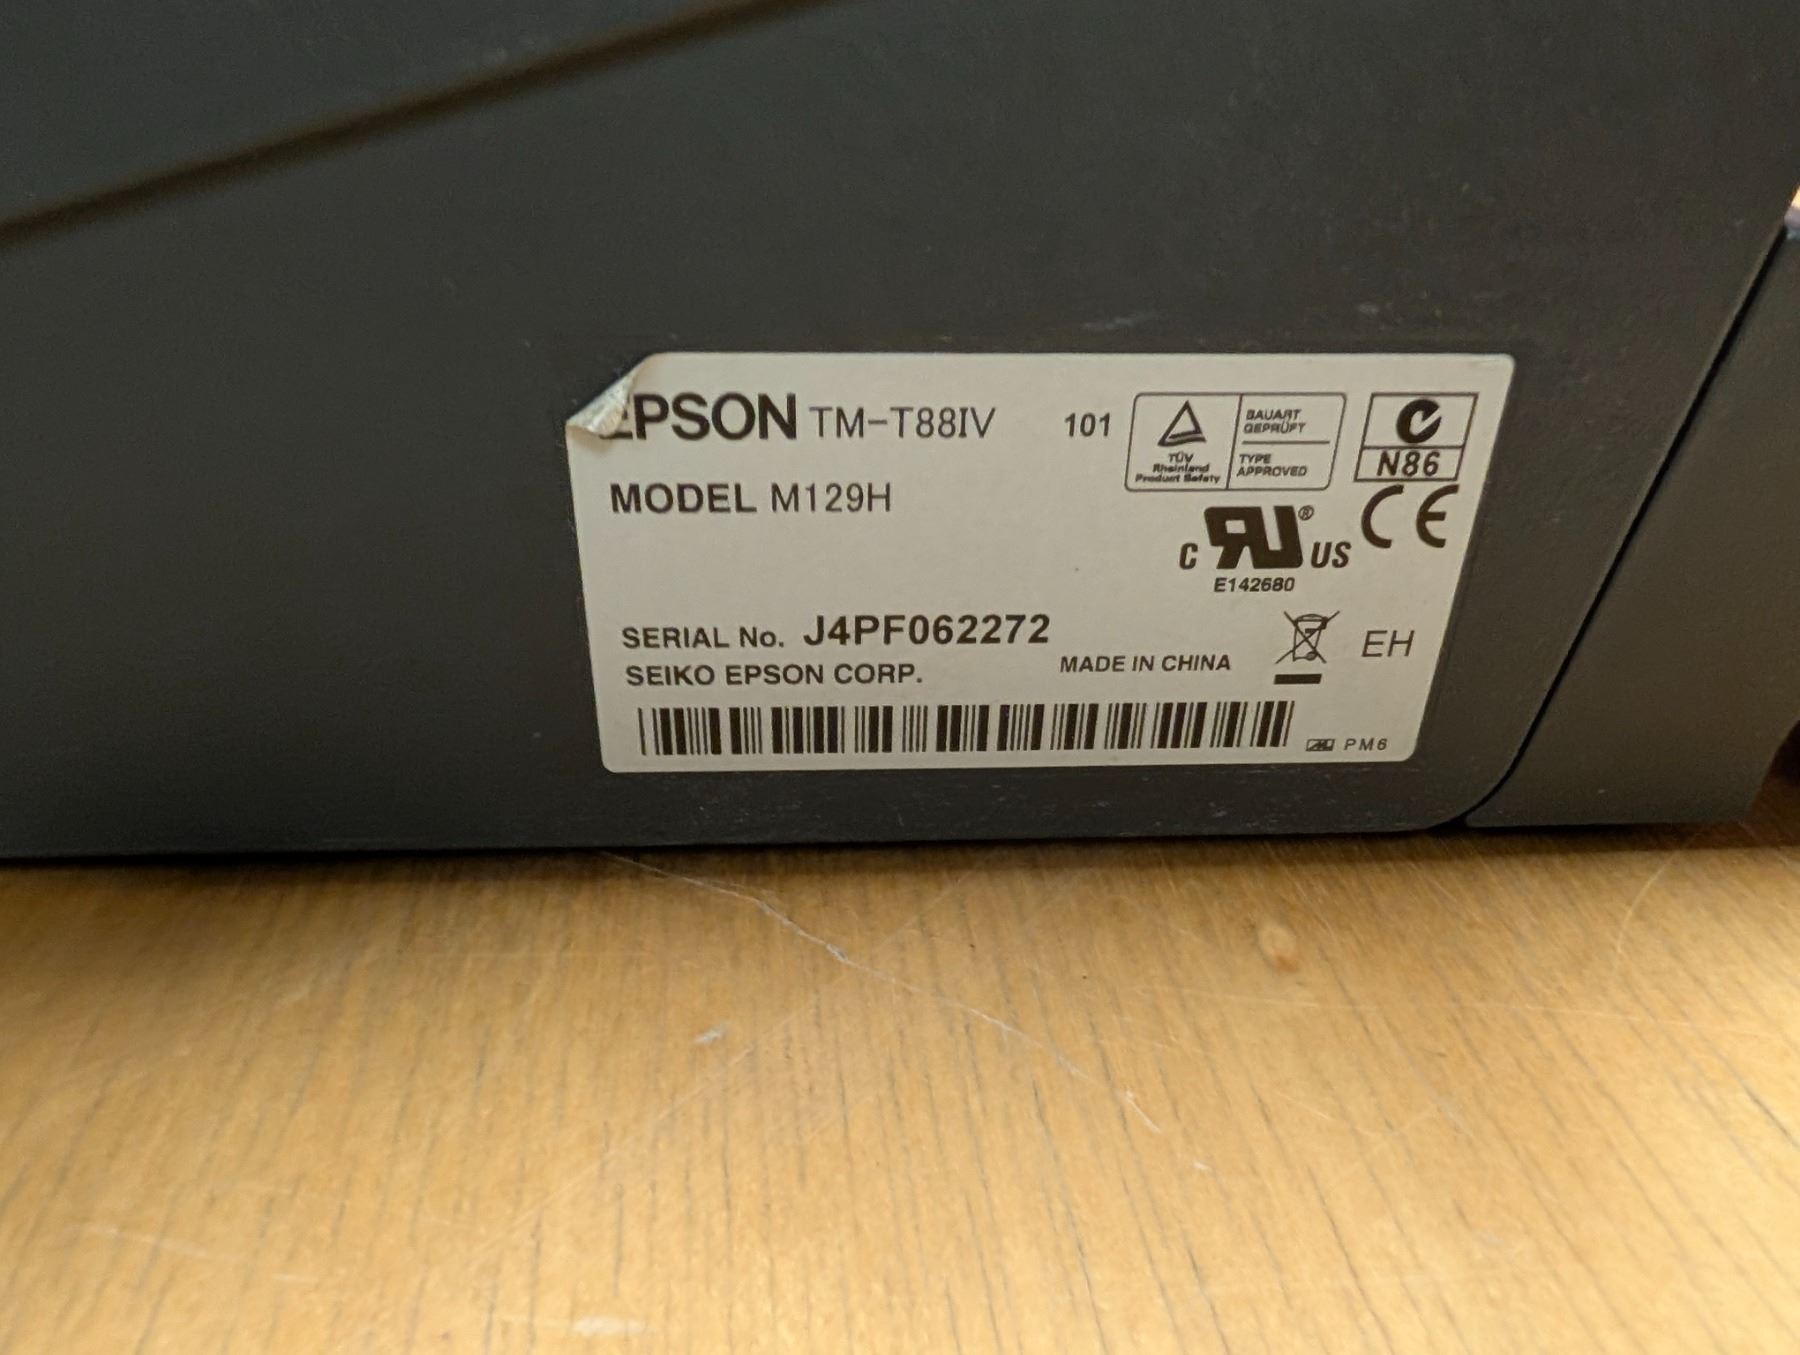 EPSON TM-T88IV 101
TÜV
Rheinland
Product Safety
BAUART
GEPRÜFT
TYPE
APPROVED
N86
MODEL M129H
C RU® US CE
E142680
SERIAL No. J4PF062272
EH
SEIKO EPSON CORP. MADE IN CHINA
PM6